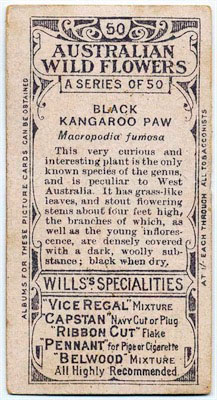 50
AUSTRALIAN
WILD FLOWERS
A SERIES OF 50
BLACK
KANGAROO PAW
Macropodia fumosa
This very curious and
interesting plant is the only
known species of the genus,
and is peculiar to West
Australia. It has grass-like
leaves, and stout flowering
stems about four feet high,
the branches of which, as
well as the young inflores-
cence, are densely covered
with a dark, woolly sub-
stance; black when dry.
WILLS'S SPECIALITIES
"VICE REGAL" MIXTURE
"CAPSTAN" NAVY CUT or PLUG
"RIBBON CUT" Flake
"PENNANT" for Pipe or Cigarette
"BELWOOD" MIXTURE
All Highly Recommended.
ALBUMS FOR THESE PICTURE CARDS CAN BE OBTAINED
AT 1/- EACH THROUGH ALL TOBACCONISTS